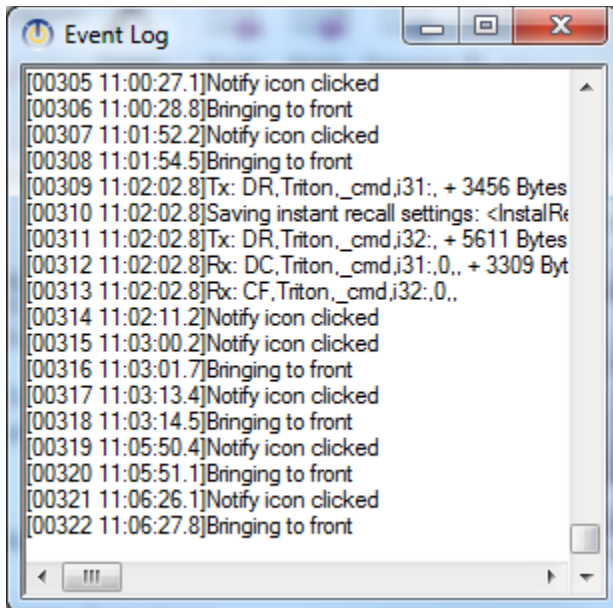 Event Log
[00305 11:00:27.1]Notify icon clicked
[00306 11:00:28.8]Bringing to front
[00307 11:01:52.2]Notify icon clicked
[00308 11:01:54.5]Bringing to front
[00309 11:02:02.8]Tx: DR,Triton,_cmd,i31:, + 3456 Bytes
[00310 11:02:02.8]Saving instant recall settings: <InstalRe
[00311 11:02:02.8]Tx: DR,Triton,_cmd,i32:, + 5611 Bytes
[00312 11:02:02.8]Rx: DC,Triton,_cmd,i31:,0,, + 3309 Byt
[00313 11:02:02.8]Rx: CF,Triton,_cmd,i32:,0,,
[00314 11:02:11.2]Notify icon clicked
[00315 11:03:00.2]Notify icon clicked
[00316 11:03:01.7]Bringing to front
[00317 11:03:13.4]Notify icon clicked
[00318 11:03:14.5]Bringing to front
[00319 11:05:50.4]Notify icon clicked
[00320 11:05:51.1]Bringing to front
[00321 11:06:26.1]Notify icon clicked
[00322 11:06:27.8]Bringing to front